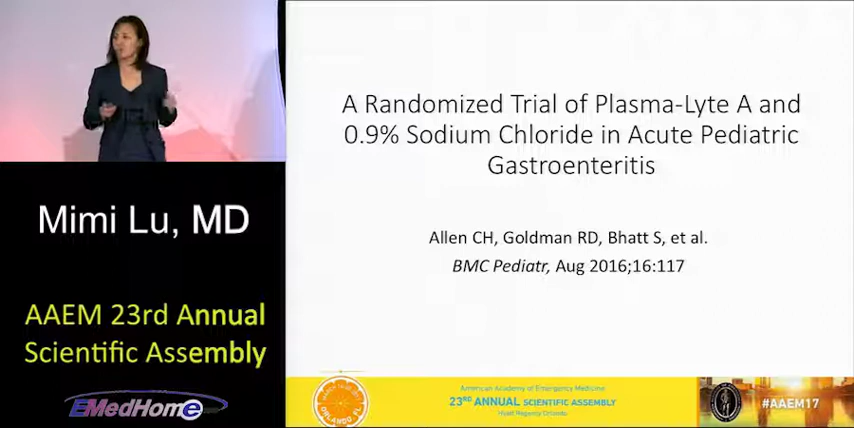 Mimi Lu, MD
AAEM 23rd Annual
Scientific Assembly
EMedHome
A Randomized Trial of Plasma-Lyte A and
0.9% Sodium Chloride in Acute Pediatric
Gastroenteritis
Allen CH, Goldman RD, Bhatt S, et al.
BMC Pediatr, Aug 2016;16:117
ORLANDO, FL
American Academy of Emergency Medicine
23RD ANNUAL SCIENTIFIC ASSEMBLY
Hyatt Regency Orlando
#AAEM17